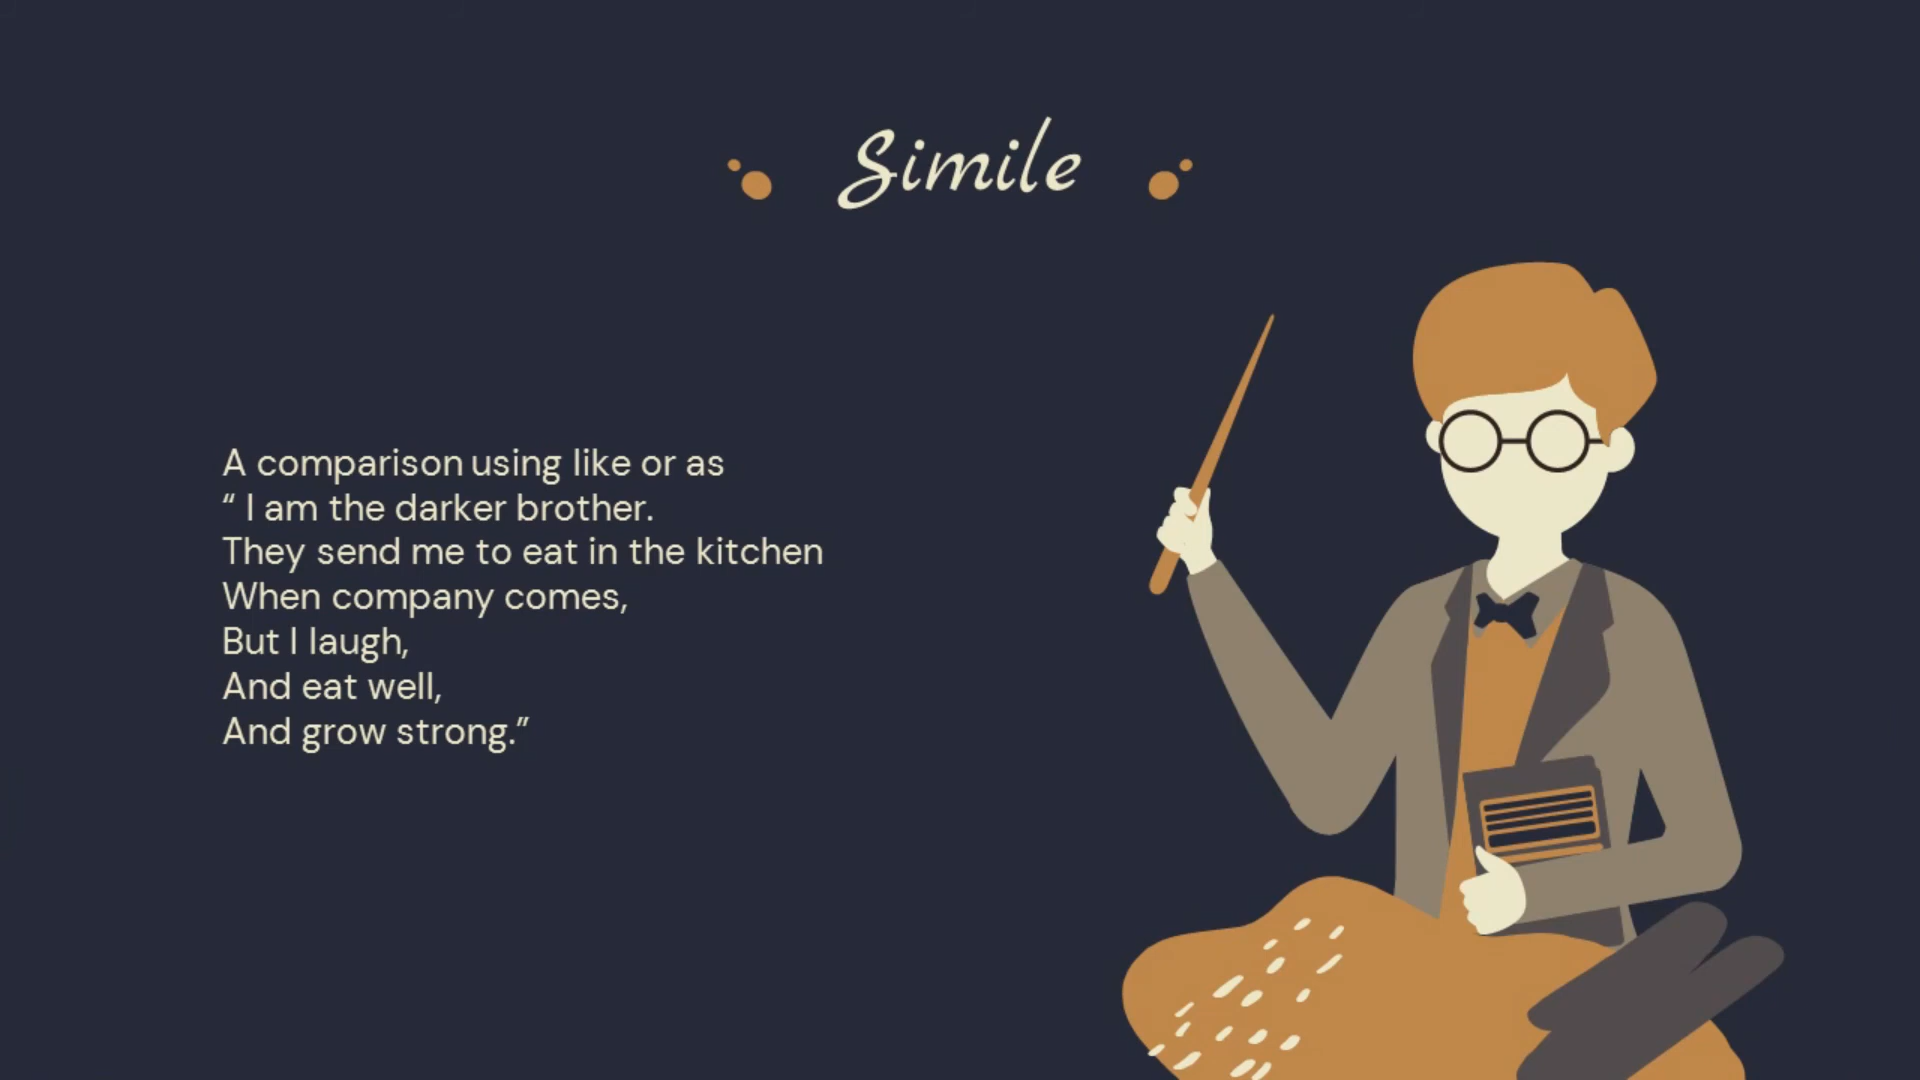 Simile
A comparison using like or as
“ I am the darker brother.
They send me to eat in the kitchen
When company comes,
But I laugh,
And eat well,
And grow strong.”